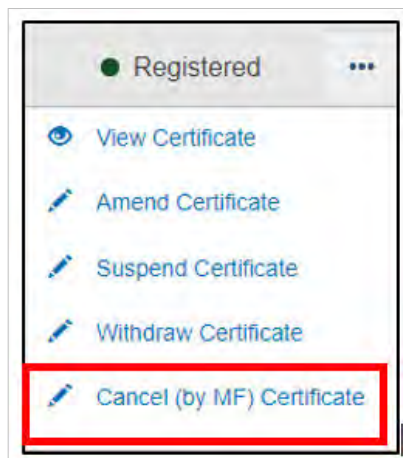 Registered
View Certificate
Amend Certificate
Suspend Certificate
Withdraw Certificate
Cancel (by MF) Certificate